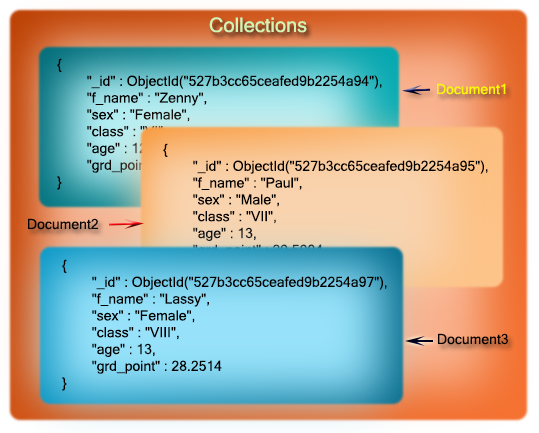 Collections
{
"_id" : ObjectId("527b3cc65ceafed9b2254a94"),
"f_name" : "Zenny",
"sex" : "Female",
"class" :
"age" :
"grd_point"
}
Document1
{
"_id" : ObjectId("527b3cc65ceafed9b2254a95"),
"f_name" : "Paul",
"sex" : "Male",
"class" : "VII",
"age" : 13,
Document2
{
"_id" : ObjectId("527b3cc65ceafed9b2254a97"),
"f_name" : "Lassy",
"sex" : "Female",
"class" : "VIII",
"age" : 13,
"grd_point" : 28.2514
}
Document3